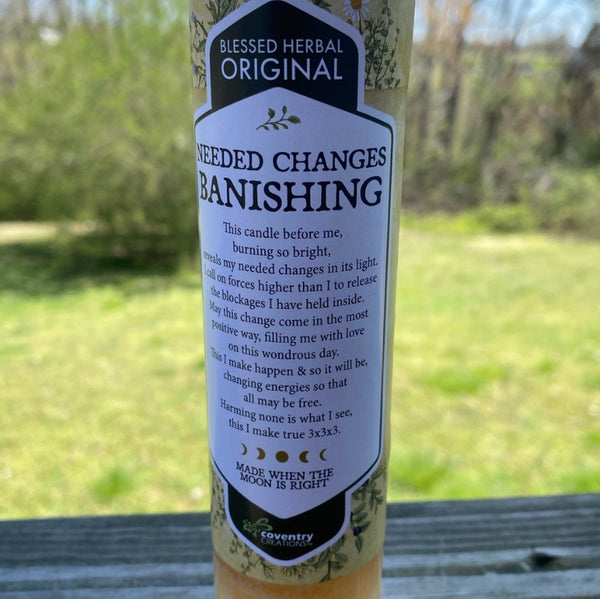 BLESSED HERBAL
ORIGINAL
NEEDED CHANGES
BANISHING
This candle before me,
burning so bright,
reveals my needed changes in its light.
I call on forces higher than I to release
the blockages I have held inside.
May this change come in the most
positive way, filling me with love
on this wondrous day.
This I make happen & so it will be,
changing energies so that
all may be free.
Harming none is what I see,
this I make true 3x3x3.
MADE WHEN THE
MOON IS RIGHT
coventry
CREATIONS™